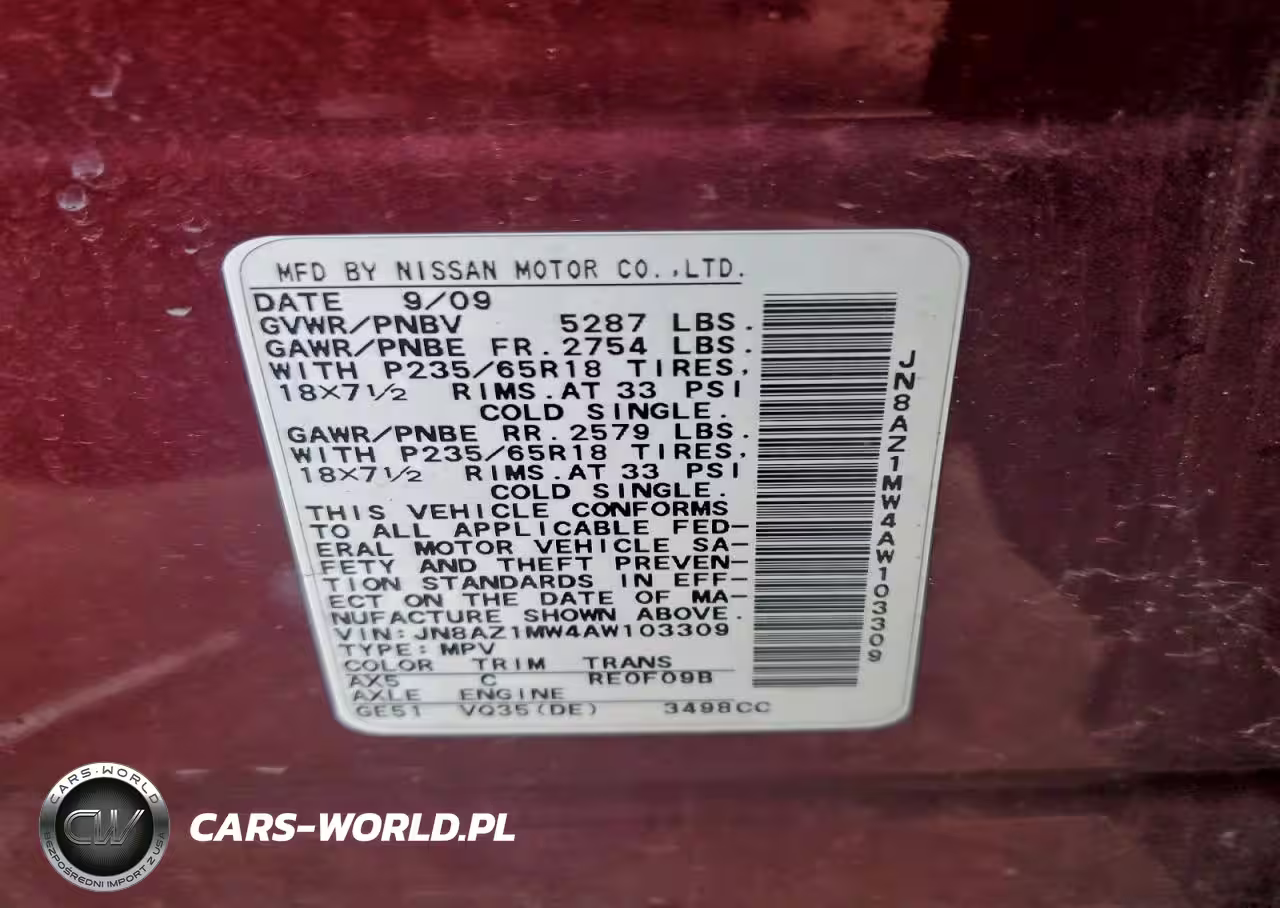 MFD BY NISSAN MOTOR CO.,LTD.
DATE 9/09
GVWR/PNBV 5287 LBS.
GAWR/PNBE FR. 2754 LBS.
WITH P235/65R18 TIRES,
18X7½ RIMS.AT 33 PSI
COLD SINGLE.
GAWR/PNBE RR. 2579 LBS.
WITH P235/65R18 TIRES,
18X7½ RIMS.AT 33 PSI
COLD SINGLE.
THIS VEHICLE CONFORMS
TO ALL APPLICABLE FED-
ERAL MOTOR VEHICLE SA-
FETY AND THEFT PREVEN-
TION STANDARDS IN EFF-
ECT ON THE DATE OF MA-
NUFACTURE SHOWN ABOVE.
VIN:JN8AZ1MW4AW103309
TYPE:MPV
COLOR TRIM TRANS
AX5 C RE0F09B
AXLE ENGINE
GE51 VQ35(DE) 3498CC
JN8AZ1MW4AW103309
CARS-WORLD
CW
BEZPOŚREDNI IMPORT Z USA
CARS-WORLD.PL